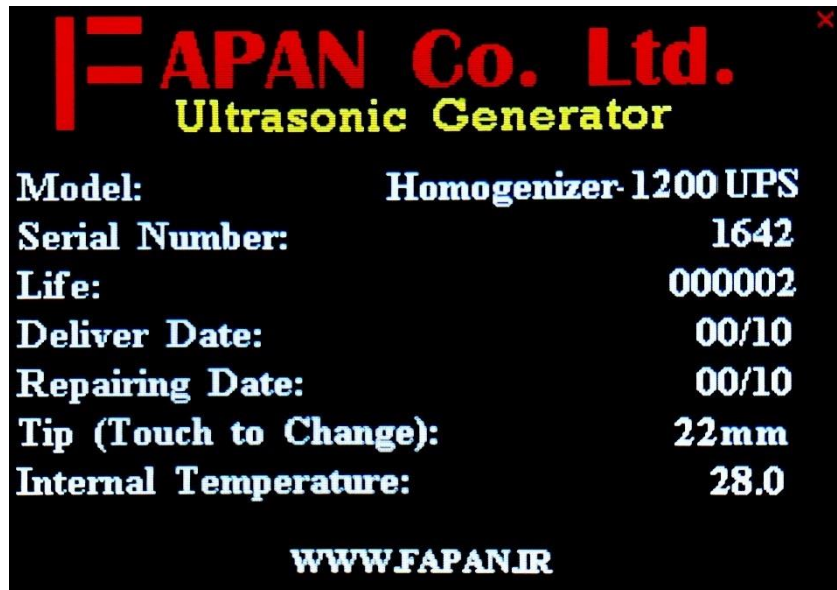 FAPAN Co. Ltd.
Ultrasonic Generator
Model: Homogenizer-1200 UPS
Serial Number: 1642
Life: 000002
Deliver Date: 00/10
Repairing Date: 00/10
Tip (Touch to Change): 22mm
Internal Temperature: 28.0
WWW.FAPAN.IR